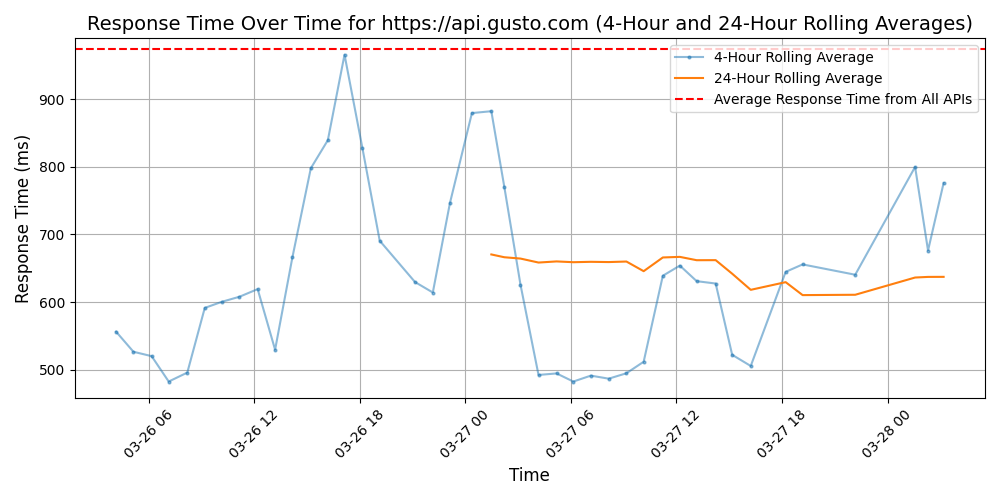 Response Time Over Time for https://api.gusto.com (4-Hour and 24-Hour Rolling Averages)
4-Hour Rolling Average
24-Hour Rolling Average
Average Response Time from All APIs
Response Time (ms)
900
800
700
600
500
03-26 06
03-26 12
03-26 18
03-27 00
03-27 06
03-27 12
03-27 18
03-28 00
Time